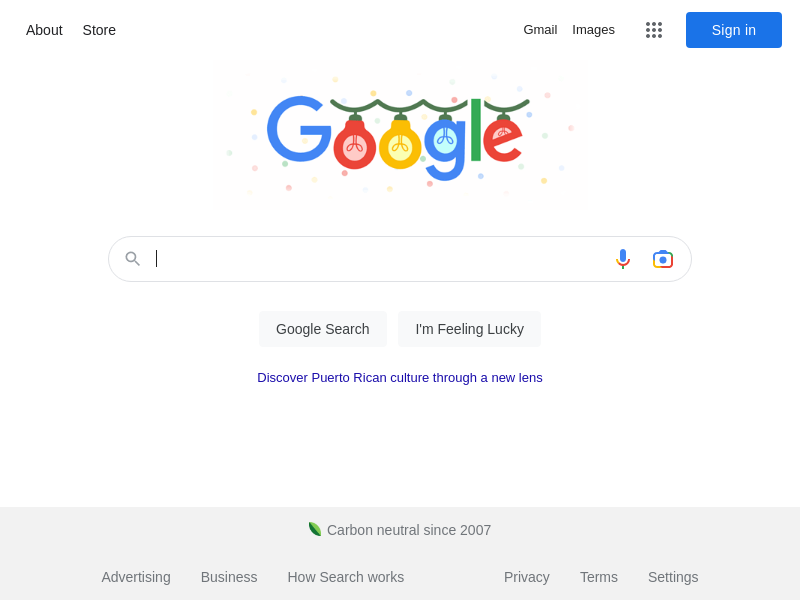 About Store Gmail Images Sign in
Google
Google Search I'm Feeling Lucky
Discover Puerto Rican culture through a new lens
Carbon neutral since 2007
Advertising Business How Search works Privacy Terms Settings